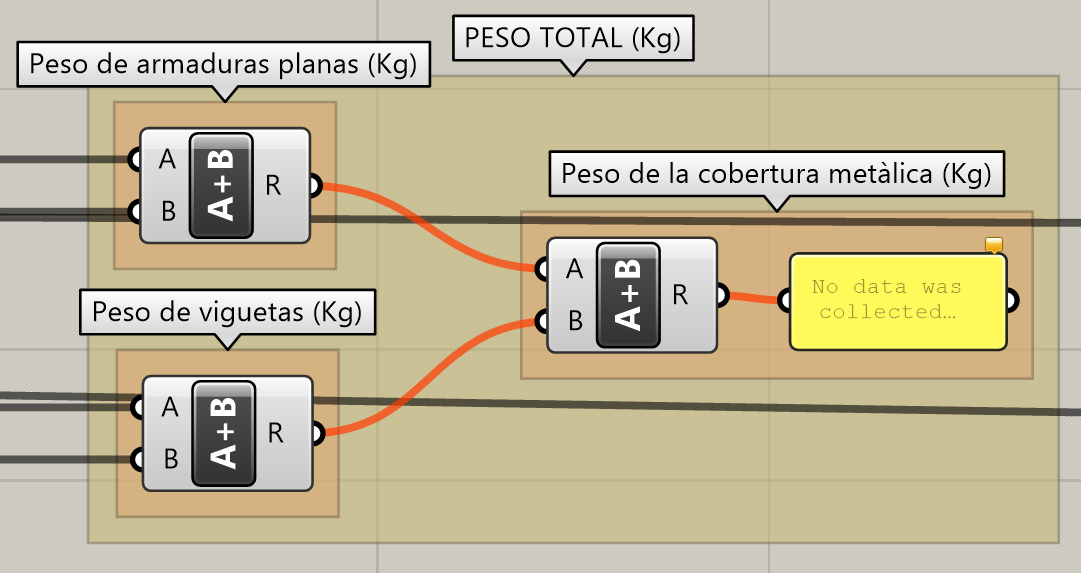 PESO TOTAL (Kg)
Peso de armaduras planas (Kg)
A
B
A+B
R
Peso de la cobertura metàlica (Kg)
A
B
A+B
R
No data was
collected…
Peso de viguetas (Kg)
A
B
A+B
R